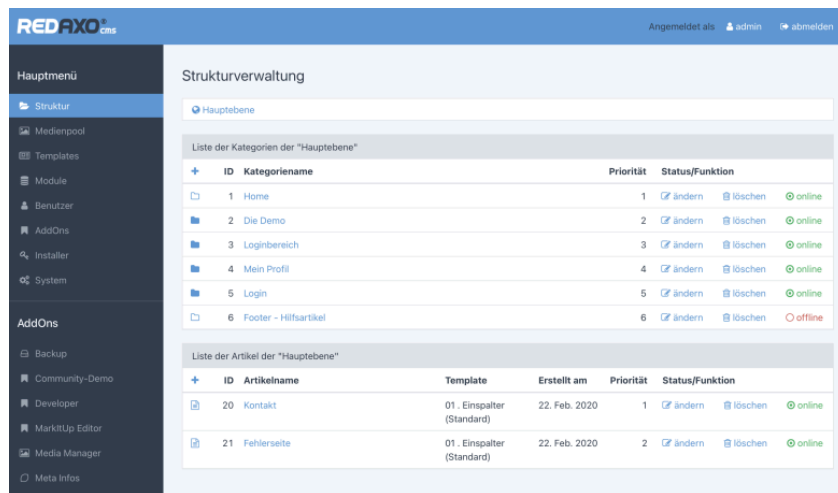 REDAXO® cms
Angemeldet als admin abmelden
Hauptmenü
Struktur
Medienpool
Templates
Module
Benutzer
AddOns
Installer
System
AddOns
Backup
Community-Demo
Developer
MarkItUp Editor
Media Manager
Meta Infos
Strukturverwaltung
Hauptebene
Liste der Kategorien der "Hauptebene"
+ ID Kategoriename Priorität Status/Funktion
1 Home 1 ändern löschen online
2 Die Demo 2 ändern löschen online
3 Loginbereich 3 ändern löschen online
4 Mein Profil 4 ändern löschen online
5 Login 5 ändern löschen online
6 Footer - Hilfsartikel 6 ändern löschen offline
Liste der Artikel der "Hauptebene"
+ ID Artikelname Template Erstellt am Priorität Status/Funktion
20 Kontakt 01 . Einspalter 22. Feb. 2020 1 ändern löschen online
(Standard)
21 Fehlerseite 01 . Einspalter 22. Feb. 2020 2 ändern löschen online
(Standard)